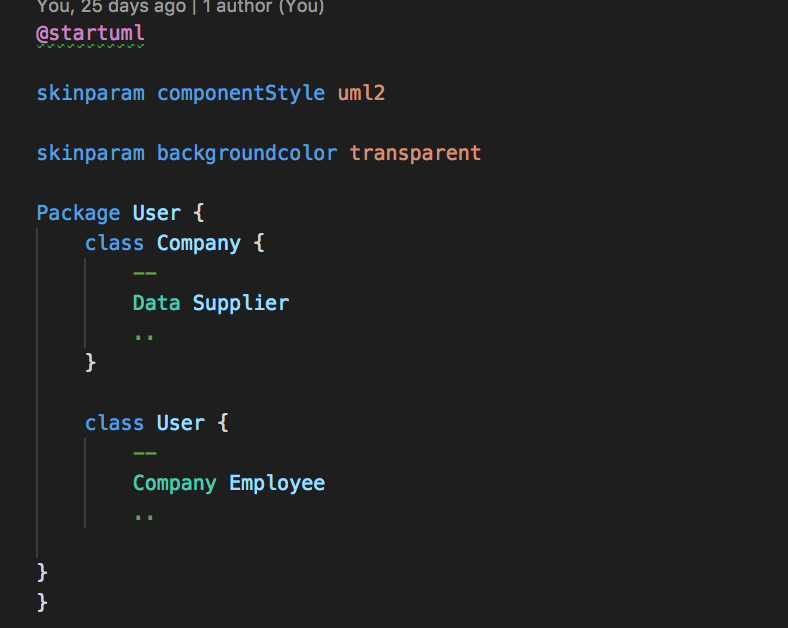 You, 25 days ago | 1 author (You)
@startuml
skinparam componentStyle uml2
skinparam backgroundcolor transparent
Package User {
class Company {
--
Data Supplier
..
}
class User {
--
Company Employee
..
}
}